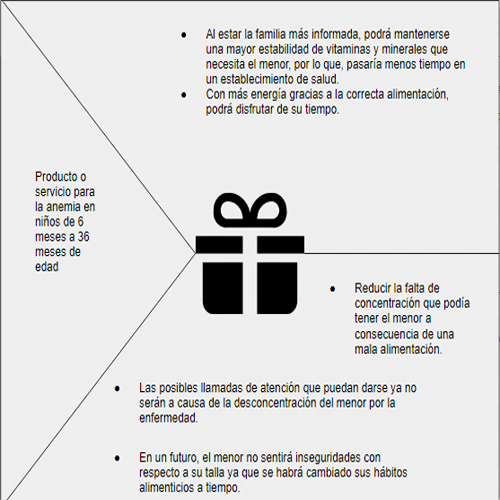 • Al estar la familia más informada, podrá mantenerse
una mayor estabilidad de vitaminas y minerales que
necesita el menor, por lo que, pasaría menos tiempo en
un establecimiento de salud.
• Con más energía gracias a la correcta alimentación,
podrá disfrutar de su tiempo.
Producto o
servicio para
la anemia en
niños de 6
meses a 36
meses de
edad
• Reducir la falta de
concentración que podía
tener el menor a
consecuencia de una
mala alimentación.
• Las posibles llamadas de atención que puedan darse ya no
serán a causa de la desconcentración del menor por la
enfermedad.
• En un futuro, el menor no sentirá inseguridades con
respecto a su talla ya que se habrá cambiado sus hábitos
alimenticios a tiempo.